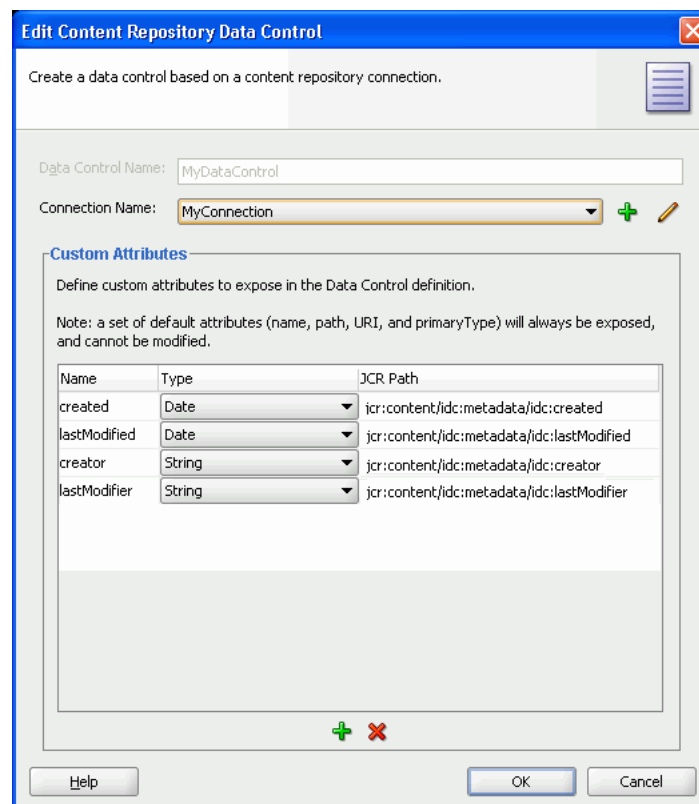 Edit Content Repository Data Control
Create a data control based on a content repository connection.
Data Control Name: MyDataControl
Connection Name: MyConnection
Custom Attributes
Define custom attributes to expose in the Data Control definition.
Note: a set of default attributes (name, path, URI, and primaryType) will always be exposed,
and cannot be modified.
Name Type JCR Path
created Date jcr:content/idc:metadata/idc:created
lastModified Date jcr:content/idc:metadata/idc:lastModified
creator String jcr:content/idc:metadata/idc:creator
lastModifier String jcr:content/idc:metadata/idc:lastModifier
Help OK Cancel